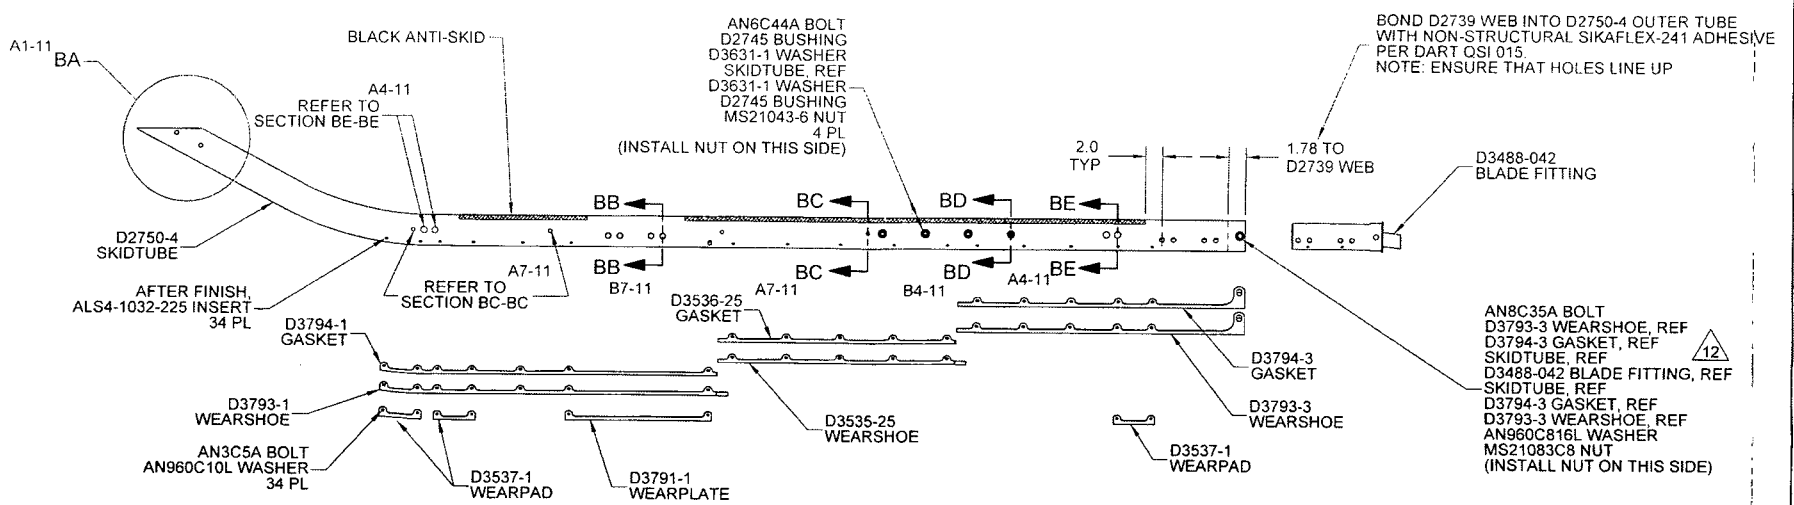 A1-11
BA
BLACK ANTI-SKID
A4-11
REFER TO
SECTION BE-BE
AN6C44A BOLT
D2745 BUSHING
D3631-1 WASHER
SKIDTUBE, REF
D3631-1 WASHER
D2745 BUSHING
MS21043-6 NUT
4 PL
(INSTALL NUT ON THIS SIDE)
BOND D2739 WEB INTO D2750-4 OUTER TUBE
WITH NON-STRUCTURAL SIKAFLEX-241 ADHESIVE
PER DART QSI 015.
NOTE: ENSURE THAT HOLES LINE UP
2.0
TYP
1.78 TO
D2739 WEB
D3488-042
BLADE FITTING
BB
BC
BD
BE
D2750-4
SKIDTUBE
A7-11
REFER TO
SECTION BC-BC
BB
B7-11
BC
A7-11
BD
B4-11
A4-11
BE
AFTER FINISH,
ALS4-1032-225 INSERT
34 PL
D3794-1
GASKET
D3536-25
GASKET
D3794-3
GASKET
D3793-1
WEARSHOE
D3535-25
WEARSHOE
D3793-3
WEARSHOE
AN3C5A BOLT
AN960C10L WASHER
34 PL
D3537-1
WEARPAD
D3791-1
WEARPLATE
D3537-1
WEARPAD
AN8C35A BOLT
D3793-3 WEARSHOE, REF
D3794-3 GASKET, REF
SKIDTUBE, REF
D3488-042 BLADE FITTING, REF
SKIDTUBE, REF
D3794-3 GASKET, REF
D3793-3 WEARSHOE, REF
AN960C816L WASHER
MS21083C8 NUT
(INSTALL NUT ON THIS SIDE)
12